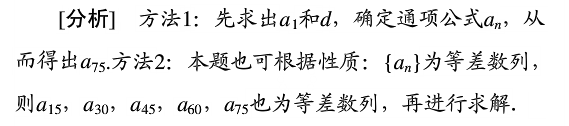 [分析] 方法1：先求出a₁和d，确定通项公式aₙ，从
而得出a₇₅.方法2：本题也可根据性质：{aₙ}为等差数列，
则a₁₅，a₃₀，a₄₅，a₆₀，a₇₅也为等差数列，再进行求解．